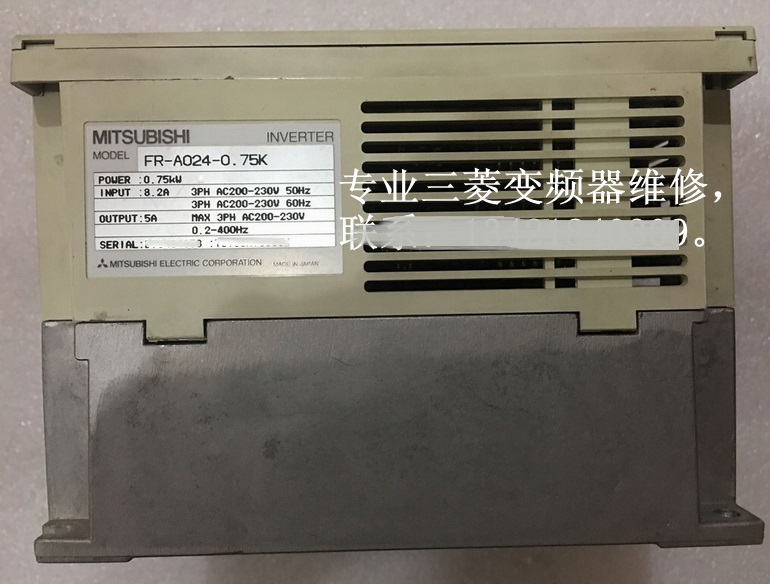 MITSUBISHI INVERTER
MODEL FR-A024-0.75K
POWER :0.75kW
INPUT :8.2A 3PH AC200-230V 50Hz
3PH AC200-230V 60Hz
OUTPUT:5A MAX 3PH AC200-230V
0.2-400Hz
SERIAL:
MITSUBISHI ELECTRIC CORPORATION MADE IN JAPAN
专业三菱变频器维修，
联系